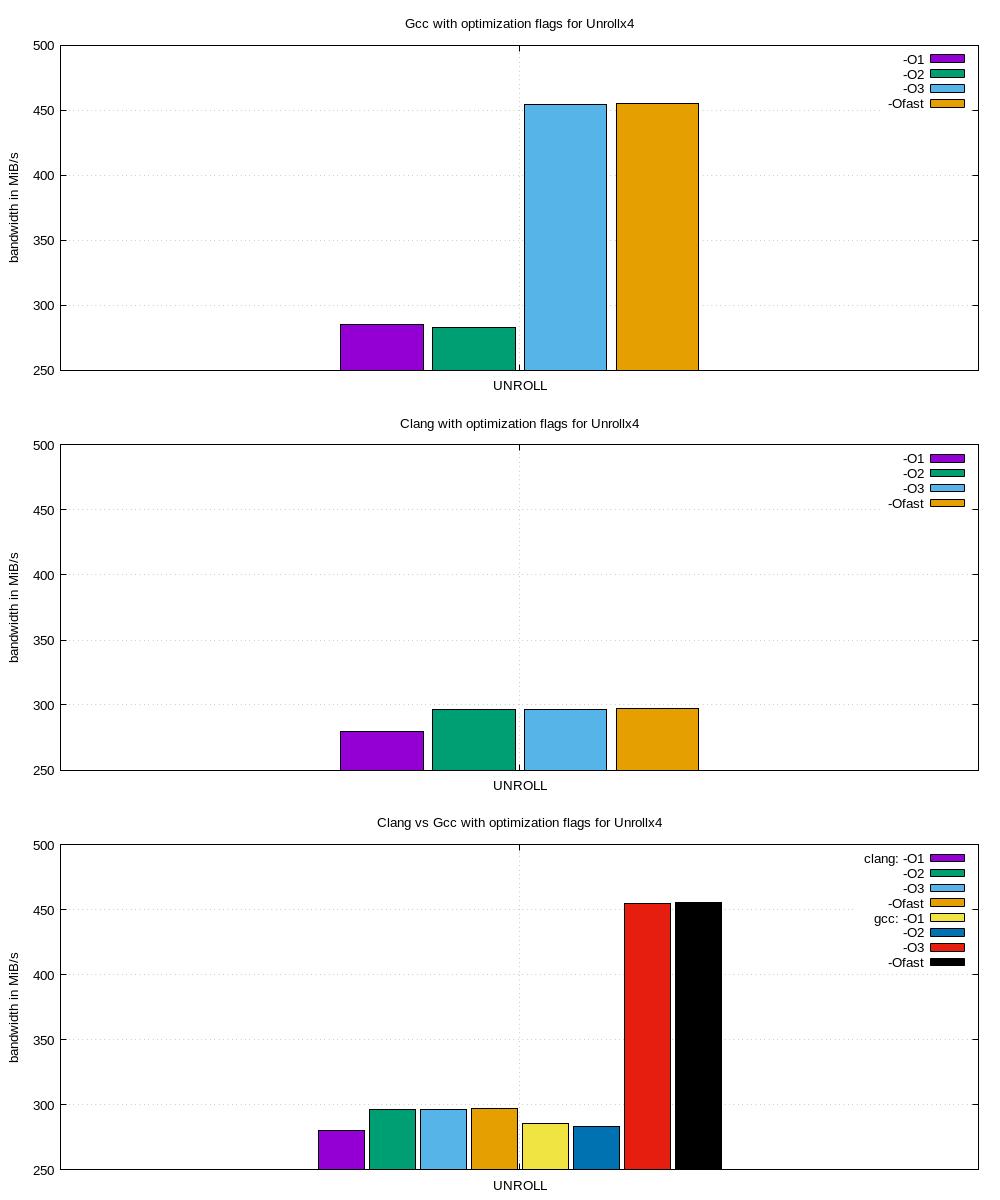 Gcc with optimization flags for Unrollx4
500
450
400
350
300
250
bandwidth in MiB/s
-O1
-O2
-O3
-Ofast
UNROLL
Clang with optimization flags for Unrollx4
500
450
400
350
300
250
bandwidth in MiB/s
-O1
-O2
-O3
-Ofast
UNROLL
Clang vs Gcc with optimization flags for Unrollx4
500
450
400
350
300
250
bandwidth in MiB/s
clang: -O1
-O2
-O3
-Ofast
gcc: -O1
-O2
-O3
-Ofast
UNROLL